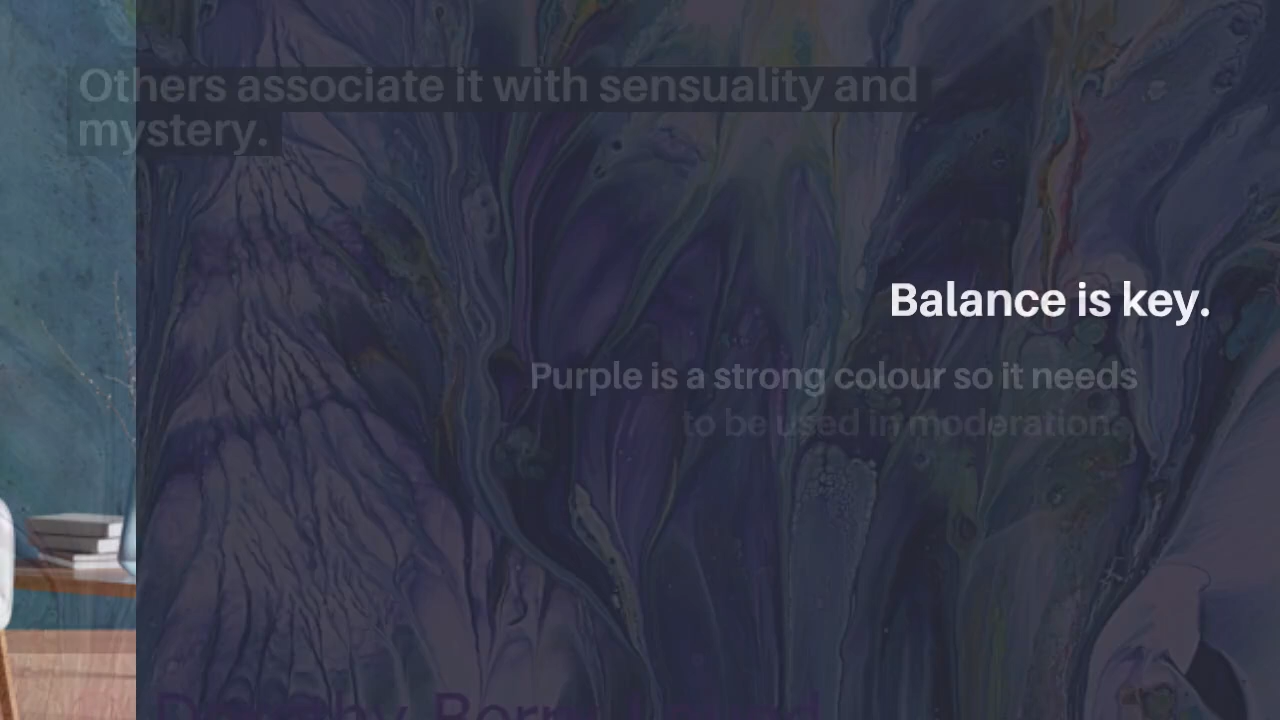 Others associate it with sensuality and
mystery.
Balance is key.
Purple is a strong colour so it needs
to be used in moderation.